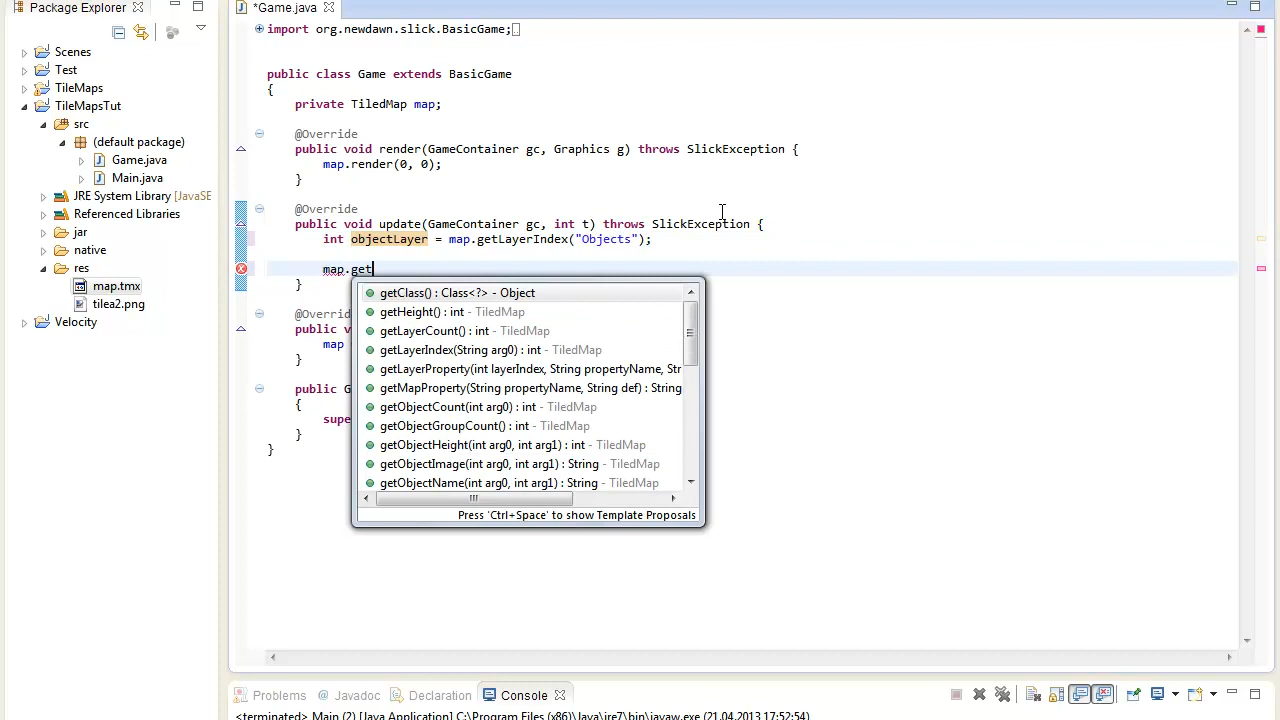 Package Explorer
*Game.java
Scenes
Test
TileMaps
TileMapsTut
src
(default package)
Game.java
Main.java
JRE System Library [JavaSE
Referenced Libraries
jar
native
res
map.tmx
tilea2.png
Velocity
import org.newdawn.slick.BasicGame;
public class Game extends BasicGame
{
private TiledMap map;
@Override
public void render(GameContainer gc, Graphics g) throws SlickException {
map.render(0, 0);
}
@Override
public void update(GameContainer gc, int t) throws SlickException {
int objectLayer = map.getLayerIndex("Objects");
map.get
}
@Overrid
public v
map
}
public G
{
supe
}
}
getClass() : Class<?> - Object
getHeight() : int - TiledMap
getLayerCount() : int - TiledMap
getLayerIndex(String arg0) : int - TiledMap
getLayerProperty(int layerIndex, String propertyName, Str
getMapProperty(String propertyName, String def) : String
getObjectCount(int arg0) : int - TiledMap
getObjectGroupCount() : int - TiledMap
getObjectHeight(int arg0, int arg1) : int - TiledMap
getObjectImage(int arg0, int arg1) : String - TiledMap
getObjectName(int arg0, int arg1) : String - TiledMap
Press 'Ctrl+Space' to show Template Proposals
Problems @ Javadoc Declaration Console
<terminated> Main (2) [Java Application] C:\Program Files (x86)\Java\jre7\bin\javaw.exe (21.04.2013 17:52:54)